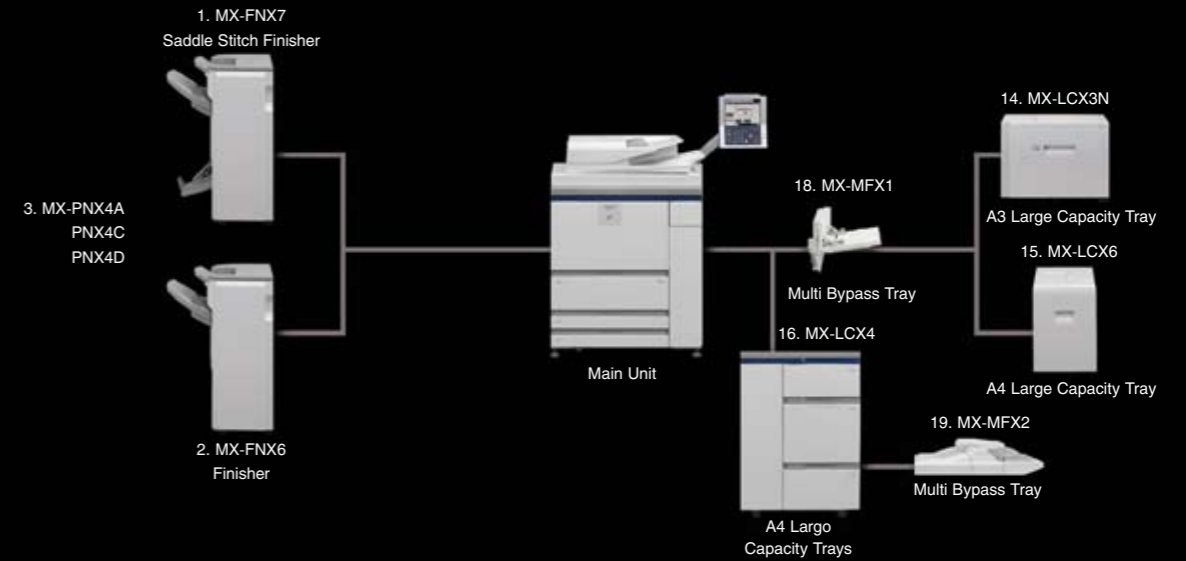 1. MX-FNX7
Saddle Stitch Finisher
3. MX-PNX4A
PNX4C
PNX4D
2. MX-FNX6
Finisher
Main Unit
18. MX-MFX1
Multi Bypass Tray
14. MX-LCX3N
A3 Large Capacity Tray
15. MX-LCX6
A4 Large Capacity Tray
16. MX-LCX4
A4 Largo
Capacity Trays
19. MX-MFX2
Multi Bypass Tray